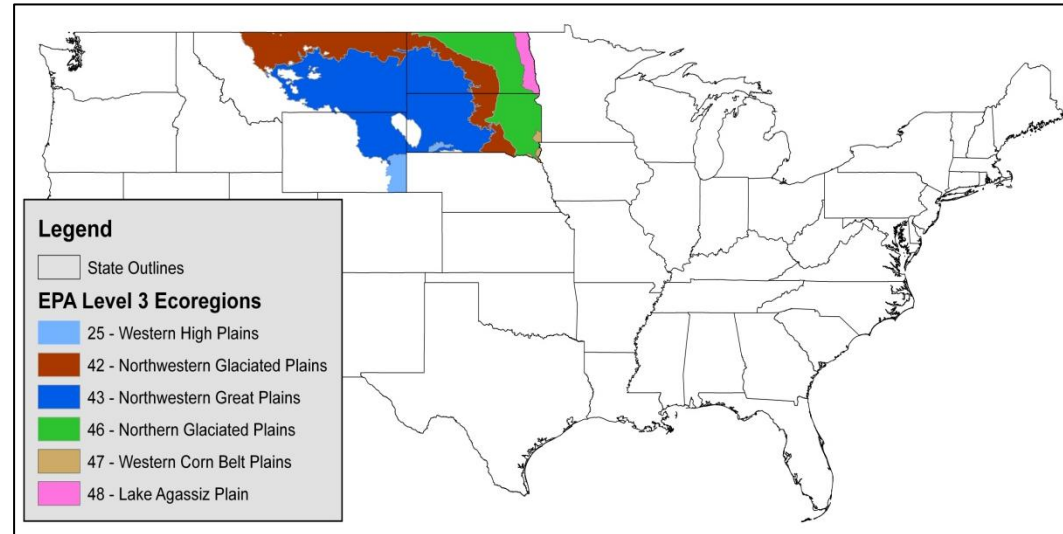 Legend
State Outlines
EPA Level 3 Ecoregions
25 - Western High Plains
42 - Northwestern Glaciated Plains
43 - Northwestern Great Plains
46 - Northern Glaciated Plains
47 - Western Corn Belt Plains
48 - Lake Agassiz Plain